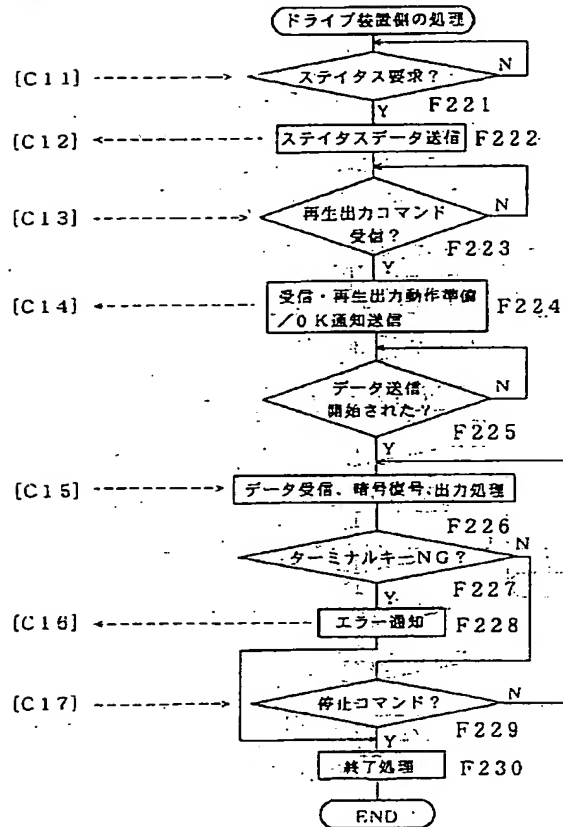 ドライブ装置側の処理
[C11]
ステイタス要求？
N
Y
F221
[C12]
ステイタスデータ送信
F222
[C13]
再生出力コマンド
受信？
N
Y
F223
[C14]
受信・再生出力動作準備
／OK通知送信
F224
データ送信
開始された？
N
Y
F225
[C15]
データ受信、暗号復号、出力処理
F226
ターミナルキーNG？
N
Y
F227
[C16]
エラー通知
F228
[C17]
停止コマンド？
N
Y
F229
終了処理
F230
END